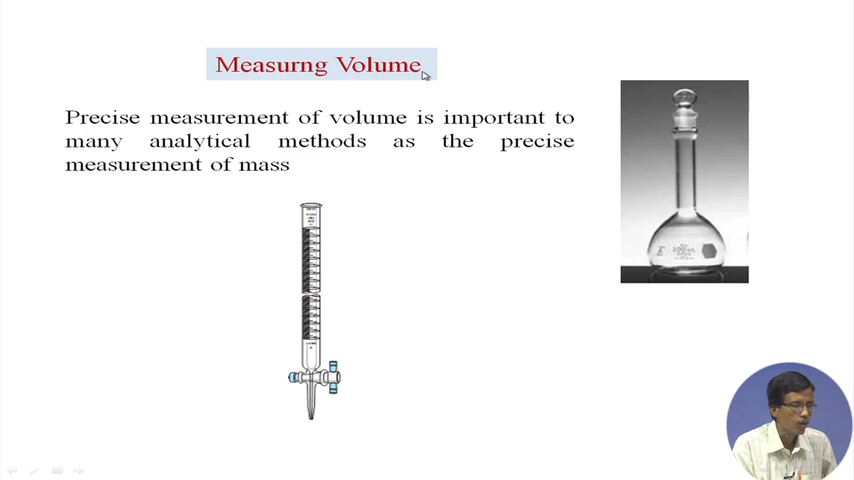 Measurng Volume
Precise measurement of volume is important to
many analytical methods as the precise
measurement of mass